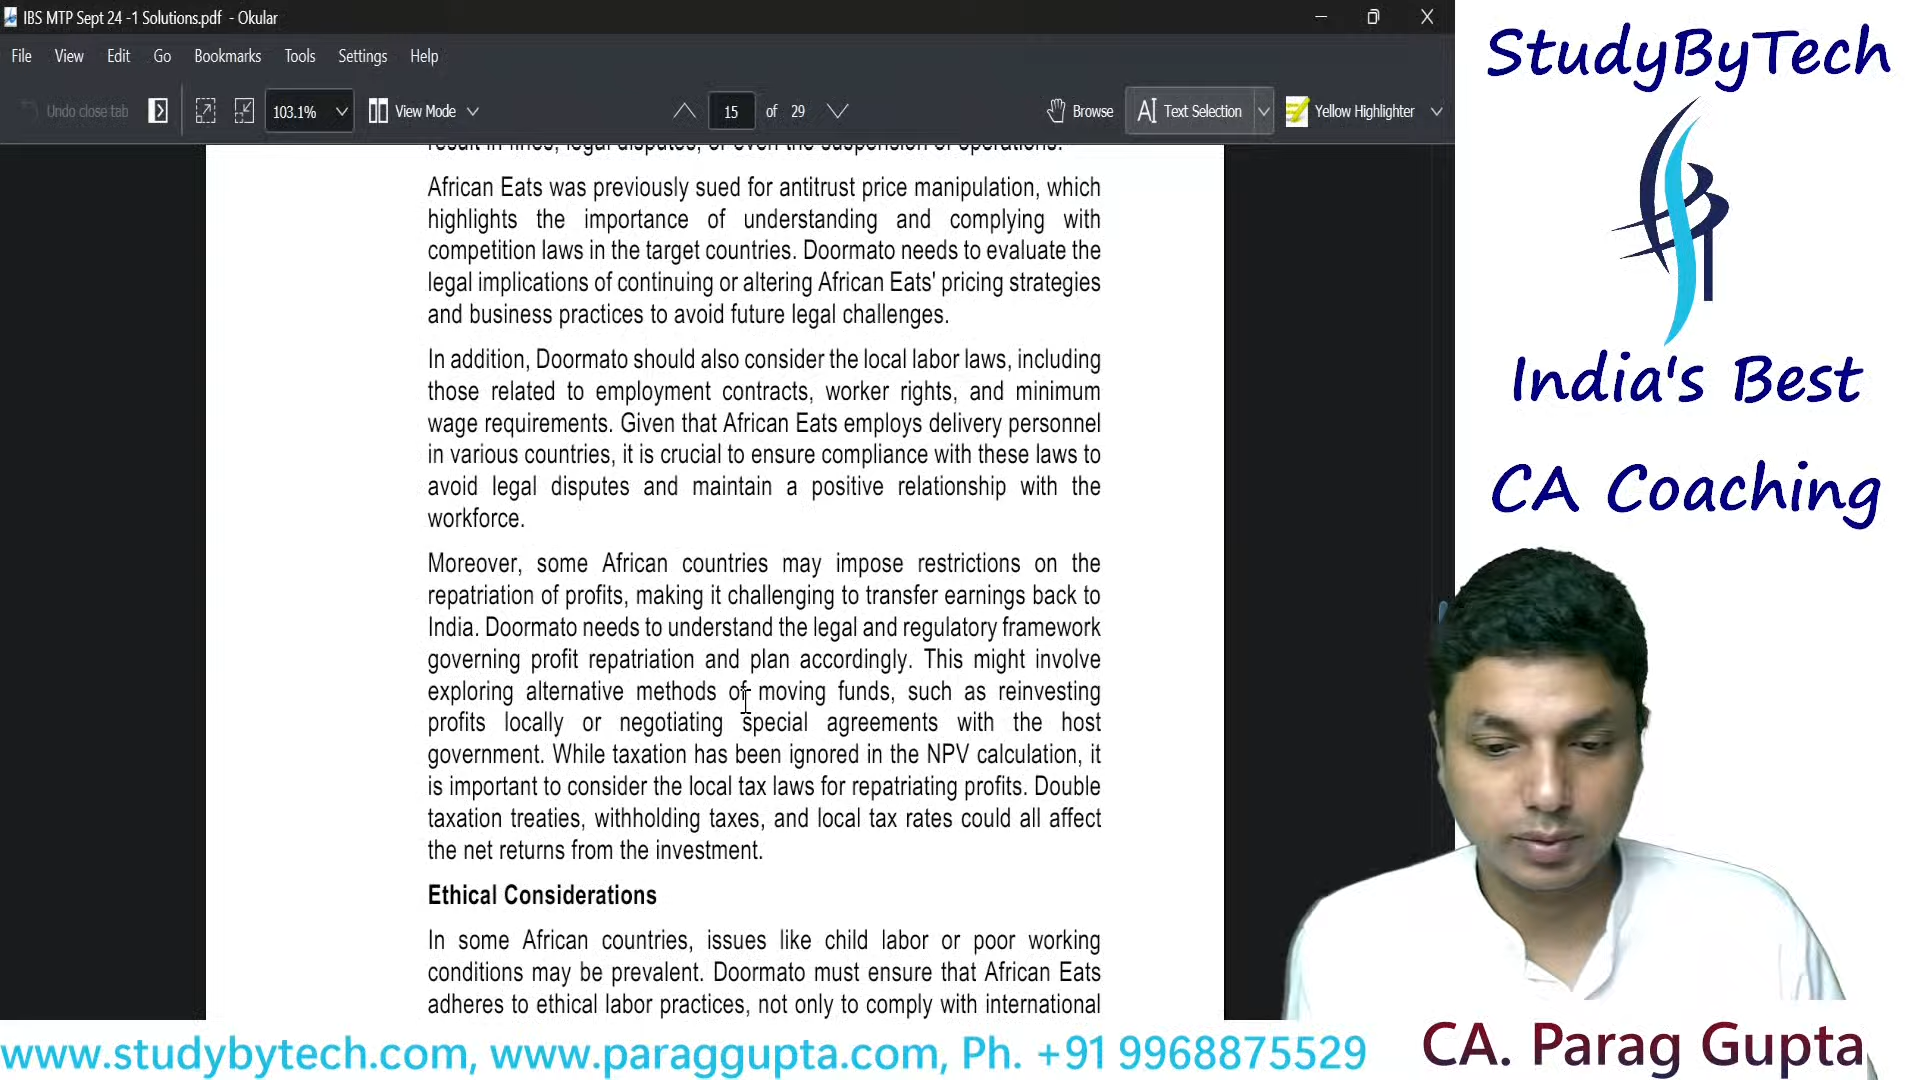 IBS MTP Sept 24 -1 Solutions.pdf - Okular
File View Edit Go Bookmarks Tools Settings Help
Undo close tab 103.1% View Mode 15 of 29 Browse Text Selection Yellow Highlighter
result in fines, legal disputes, or even the suspension of operations.
African Eats was previously sued for antitrust price manipulation, which
highlights the importance of understanding and complying with
competition laws in the target countries. Doormato needs to evaluate the
legal implications of continuing or altering African Eats' pricing strategies
and business practices to avoid future legal challenges.
In addition, Doormato should also consider the local labor laws, including
those related to employment contracts, worker rights, and minimum
wage requirements. Given that African Eats employs delivery personnel
in various countries, it is crucial to ensure compliance with these laws to
avoid legal disputes and maintain a positive relationship with the
workforce.
Moreover, some African countries may impose restrictions on the
repatriation of profits, making it challenging to transfer earnings back to
India. Doormato needs to understand the legal and regulatory framework
governing profit repatriation and plan accordingly. This might involve
exploring alternative methods of moving funds, such as reinvesting
profits locally or negotiating special agreements with the host
government. While taxation has been ignored in the NPV calculation, it
is important to consider the local tax laws for repatriating profits. Double
taxation treaties, withholding taxes, and local tax rates could all affect
the net returns from the investment.
Ethical Considerations
In some African countries, issues like child labor or poor working
conditions may be prevalent. Doormato must ensure that African Eats
adheres to ethical labor practices, not only to comply with international
StudyByTech
India's Best
CA Coaching
www.studybytech.com, www.paraggupta.com, Ph. +91 9968875529
CA. Parag Gupta